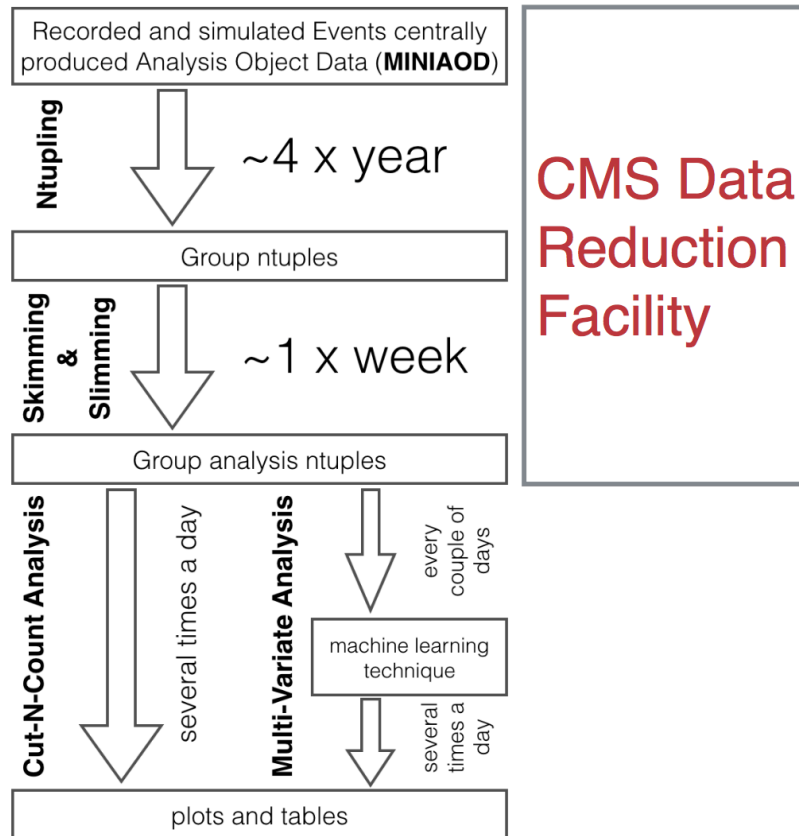 Recorded and simulated Events centrally
produced Analysis Object Data (MINIAOD)
Ntupling
~4 x year
Group ntuples
Skimming
&
Slimming
~1 x week
Group analysis ntuples
Cut-N-Count Analysis
several times a day
Multi-Variate Analysis
every
couple of
days
machine learning
technique
several
times a
day
plots and tables
CMS Data
Reduction
Facility